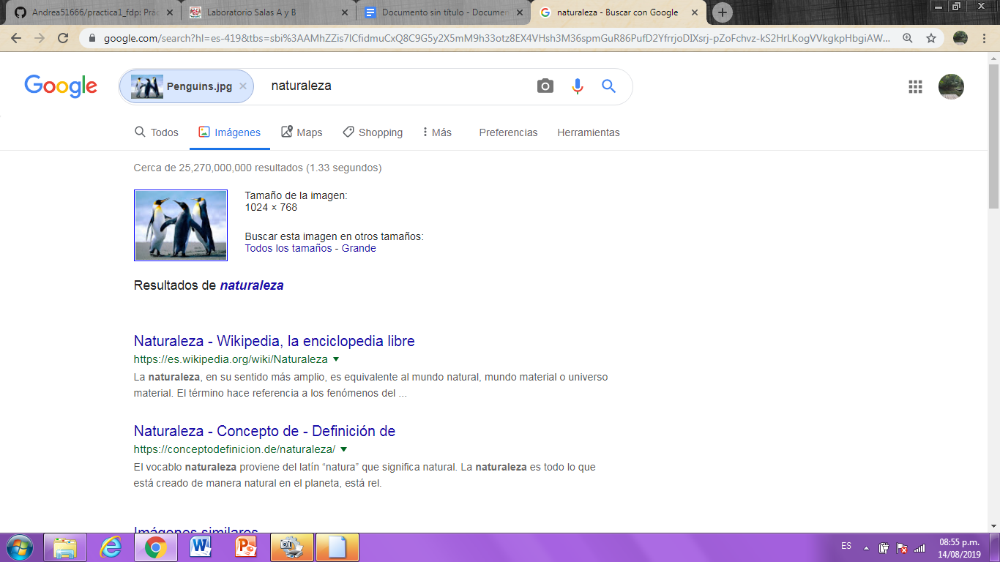 Andrea51666/practica1_fdp: Prác
Laboratorio Salas A y B
Documento sin título - Documen
naturaleza - Buscar con Google
google.com/search?hl=es-419&tbs=sbi%3AAMhZZis7lCfidmuCxQ8C9G5y2X5mM9h33otz8EX4VHsh3M36spmGuR86PufD2YfrrjoDIXsrj-pZoFchvz-kS2HrLKogVVkgkpHbgiAW...
Google
Penguins.jpg
naturaleza
Todos
Imágenes
Maps
Shopping
Más
Preferencias
Herramientas
Cerca de 25,270,000,000 resultados (1.33 segundos)
Tamaño de la imagen:
1024 × 768
Buscar esta imagen en otros tamaños:
Todos los tamaños - Grande
Resultados de naturaleza
Naturaleza - Wikipedia, la enciclopedia libre
https://es.wikipedia.org/wiki/Naturaleza
La naturaleza, en su sentido más amplio, es equivalente al mundo natural, mundo material o universo
material. El término hace referencia a los fenómenos del ...
Naturaleza - Concepto de - Definición de
https://conceptodefinicion.de/naturaleza/
El vocablo naturaleza proviene del latín “natura” que significa natural. La naturaleza es todo lo que
está creado de manera natural en el planeta, está rel.
Imágenes similares
ES
08:55 p.m.
14/08/2019